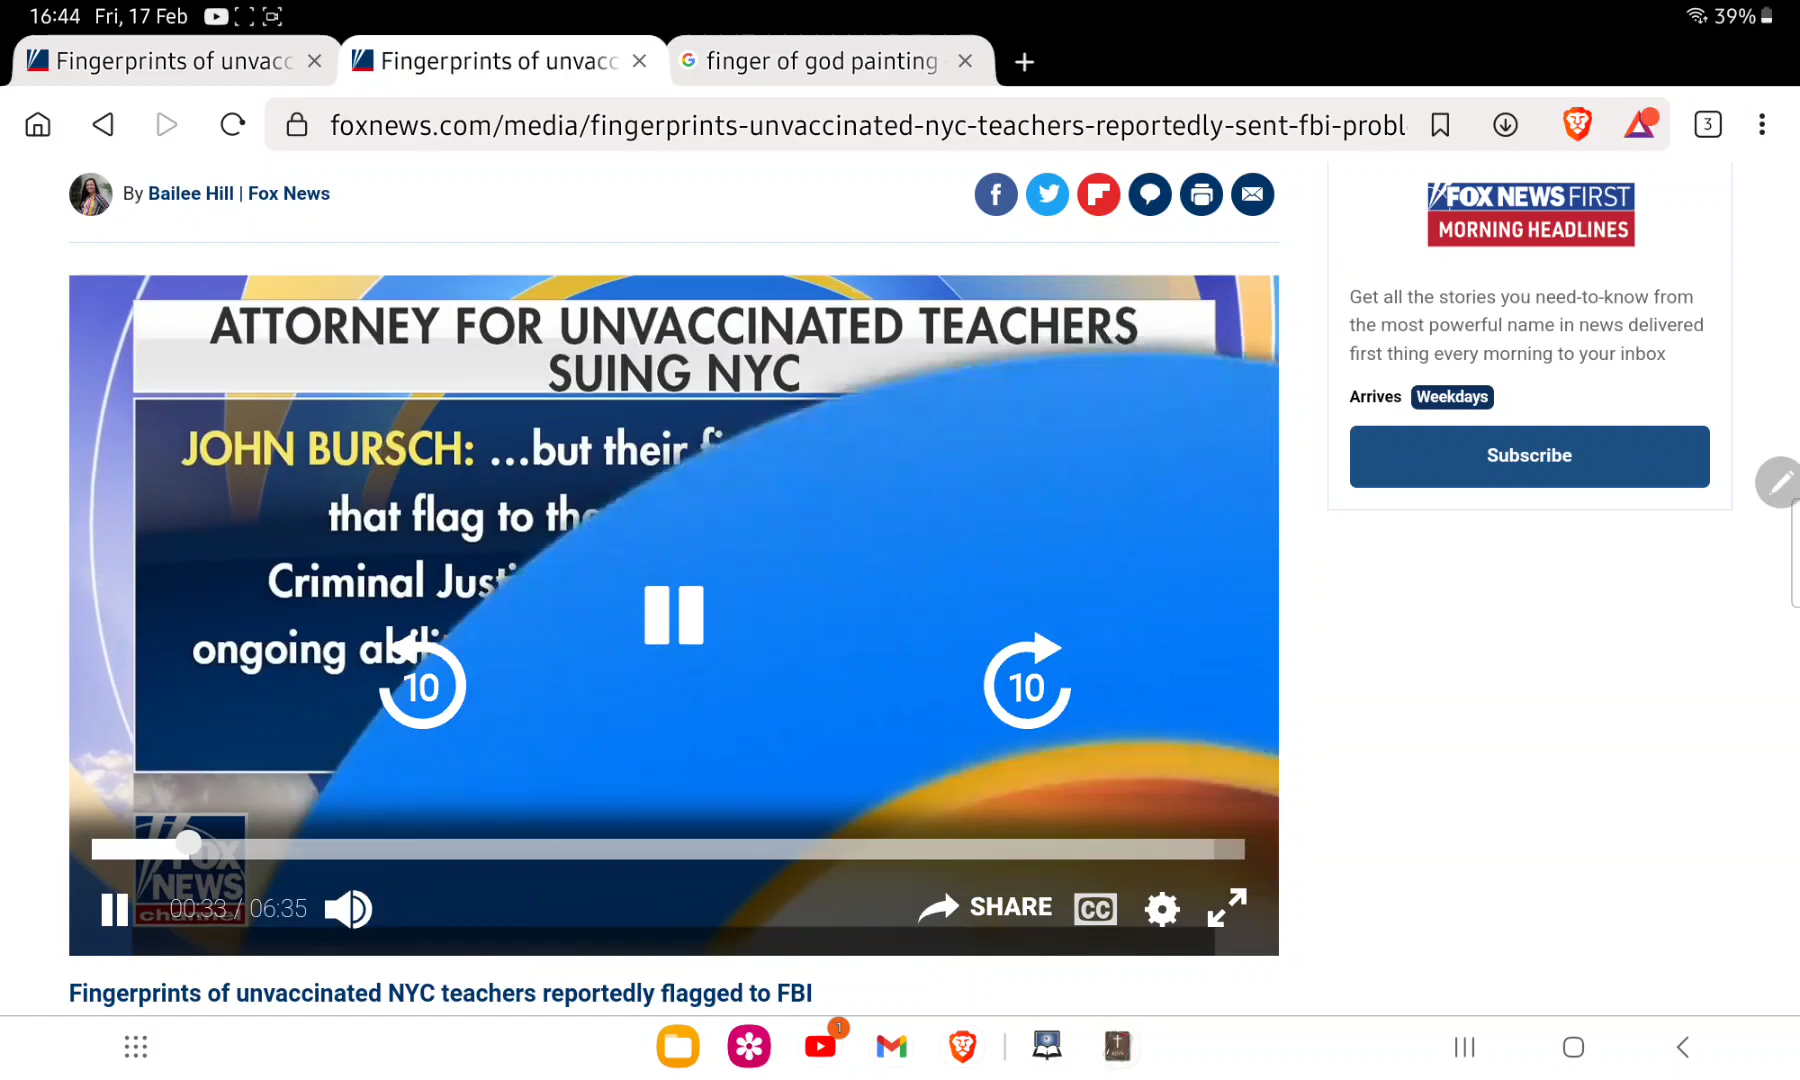 16:44 Fri, 17 Feb
39%
Fingerprints of unvacc
Fingerprints of unvacc
finger of god painting
foxnews.com/media/fingerprints-unvaccinated-nyc-teachers-reportedly-sent-fbi-probl
3
By Bailee Hill | Fox News
FOX NEWS FIRST
MORNING HEADLINES
Get all the stories you need-to-know from
the most powerful name in news delivered
first thing every morning to your inbox
Arrives Weekdays
Subscribe
ATTORNEY FOR UNVACCINATED TEACHERS
SUING NYC
JOHN BURSCH: ...but their
that flag to the
Criminal
ongoing
10
10
FOX
NEWS
channel
00:33 / 06:35
SHARE
CC
Fingerprints of unvaccinated NYC teachers reportedly flagged to FBI
1